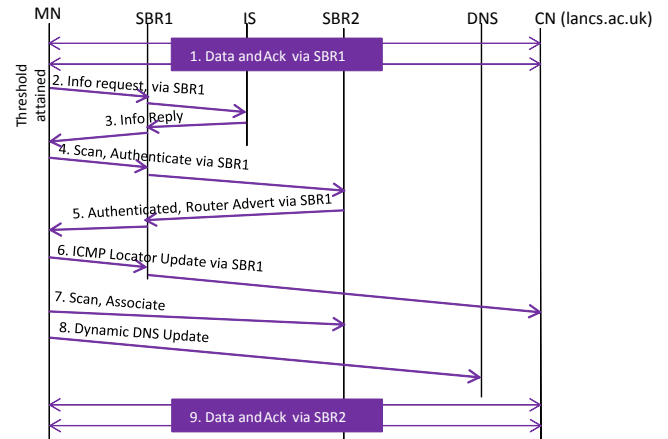 MN SBR1 IS SBR2 DNS CN (lancs.ac.uk)
1. Data and Ack via SBR1
Threshold
attained
2. Info request, via SBR1
3. Info Reply
4. Scan, Authenticate via SBR1
5. Authenticated, Router Advert via SBR1
6. ICMP Locator Update via SBR1
7. Scan, Associate
8. Dynamic DNS Update
9. Data and Ack via SBR2